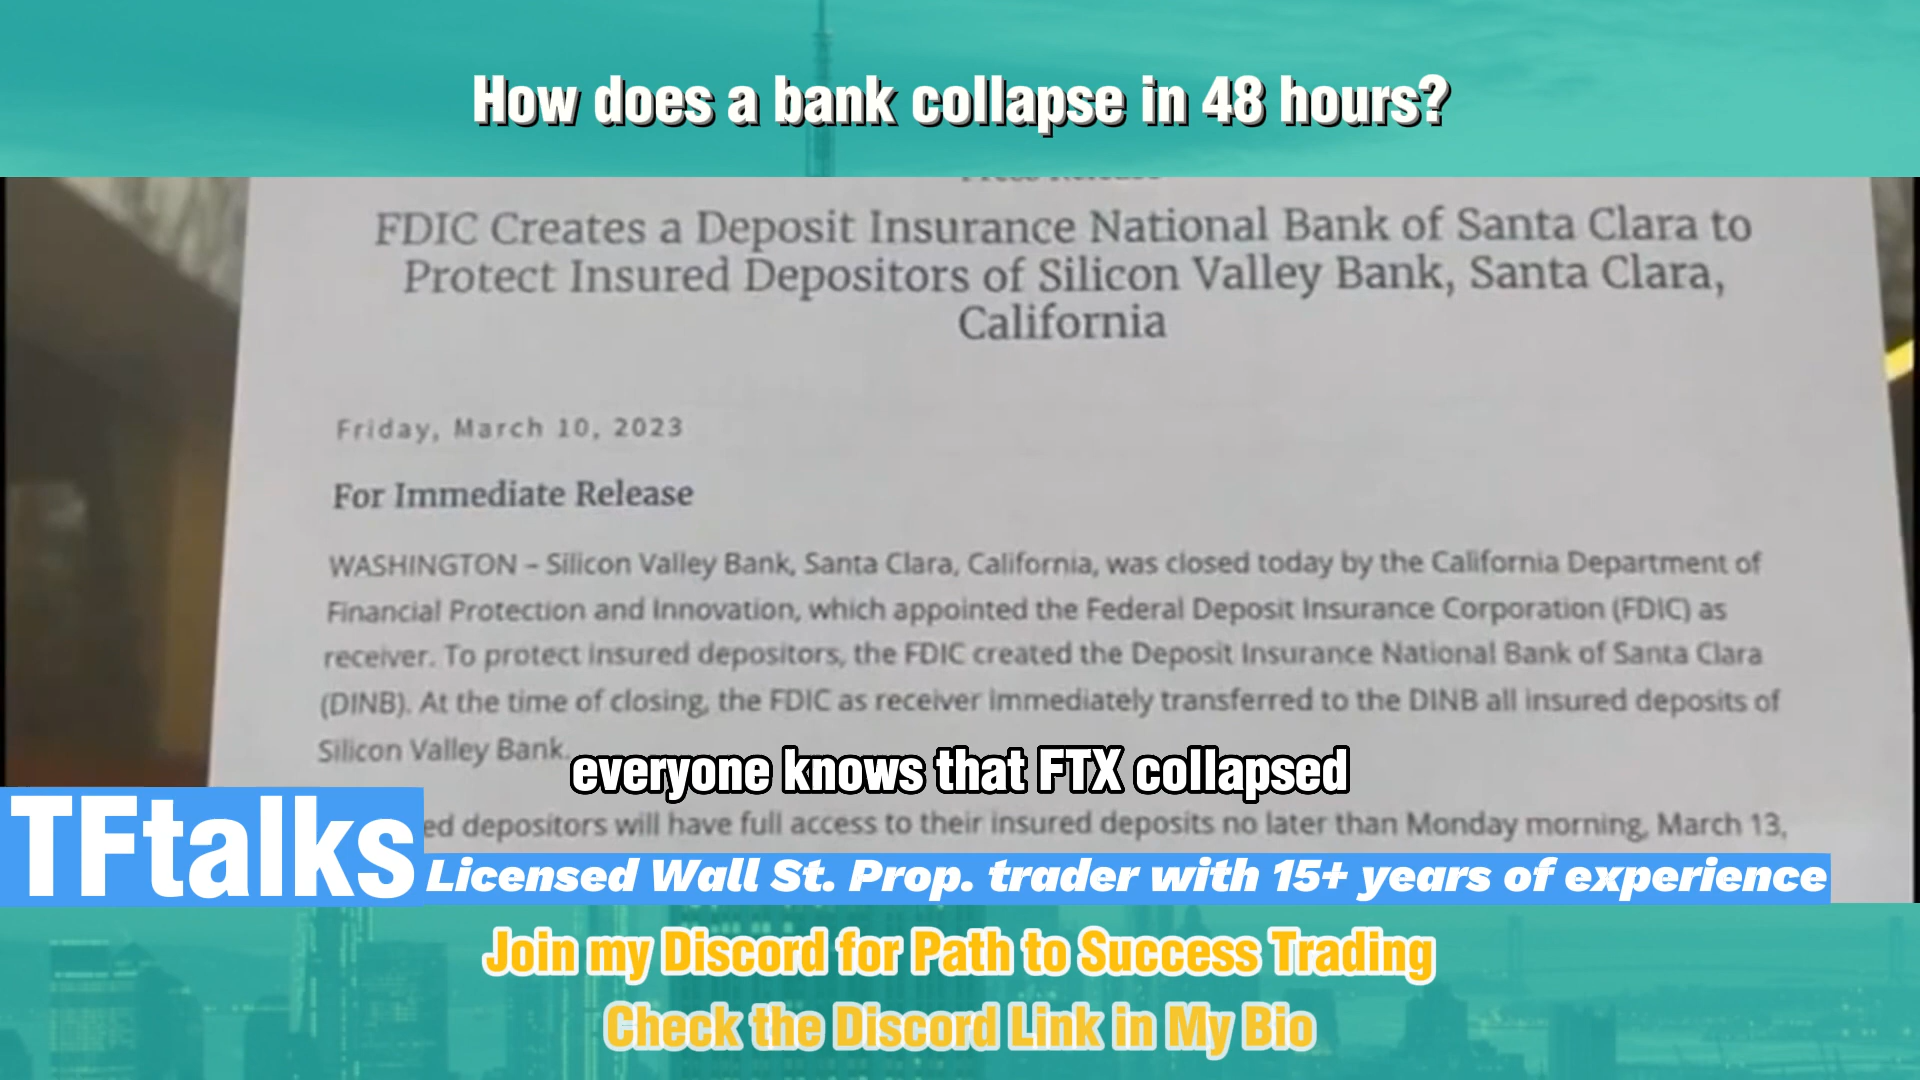 How does a bank collapse in 48 hours?
FDIC Creates a Deposit Insurance National Bank of Santa Clara to
Protect Insured Depositors of Silicon Valley Bank, Santa Clara,
California
Friday, March 10, 2023
For Immediate Release
WASHINGTON – Silicon Valley Bank, Santa Clara, California, was closed today by the California Department of
Financial Protection and Innovation, which appointed the Federal Deposit Insurance Corporation (FDIC) as
receiver. To protect insured depositors, the FDIC created the Deposit Insurance National Bank of Santa Clara
(DINB). At the time of closing, the FDIC as receiver immediately transferred to the DINB all insured deposits of
Silicon Valley Bank.
everyone knows that FTX collapsed
depositors will have full access to their insured deposits no later than Monday morning, March 13,
TFtalks
Licensed Wall St. Prop. trader with 15+ years of experience
Join my Discord for Path to Success Trading
Check the Discord Link in My Bio